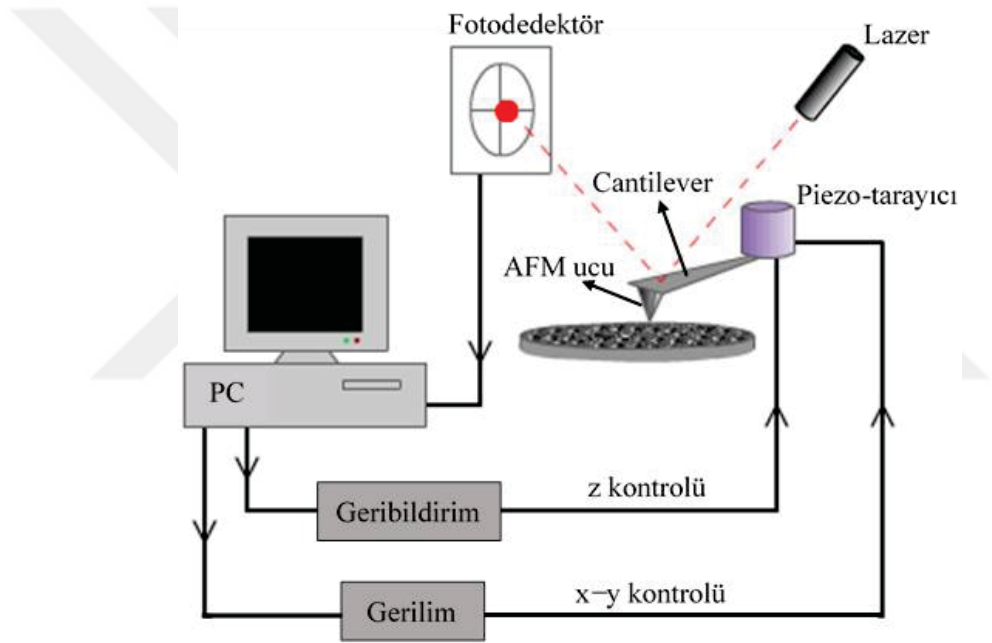 Fotodedektör
Lazer
Cantilever
Piezo-tarayıcı
AFM ucu
PC
z kontrolü
Geribildirim
x−y kontrolü
Gerilim